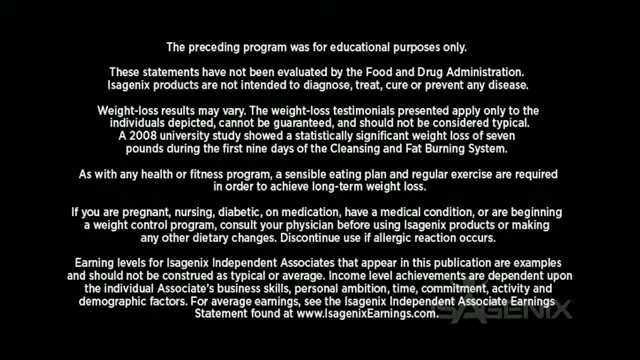 The preceding program was for educational purposes only.
These statements have not been evaluated by the Food and Drug Administration.
Isagenix products are not intended to diagnose, treat, cure or prevent any disease.
Weight-loss results may vary. The weight-loss testimonials presented apply only to the
individuals depicted, cannot be guaranteed, and should not be considered typical.
A 2008 university study showed a statistically significant weight loss of seven
pounds during the first nine days of the Cleansing and Fat Burning System.
As with any health or fitness program, a sensible eating plan and regular exercise are required
in order to achieve long-term weight loss.
If you are pregnant, nursing, diabetic, on medication, have a medical condition, or are beginning
a weight control program, consult your physician before using Isagenix products or making
any other dietary changes. Discontinue use if allergic reaction occurs.
Earning levels for Isagenix Independent Associates that appear in this publication are examples
and should not be construed as typical or average. Income level achievements are dependent upon
the individual Associate's business skills, personal ambition, time, commitment, activity and
demographic factors. For average earnings, see the Isagenix Independent Associate Earnings
Statement found at www.IsagenixEarnings.com.
ISAGENIX